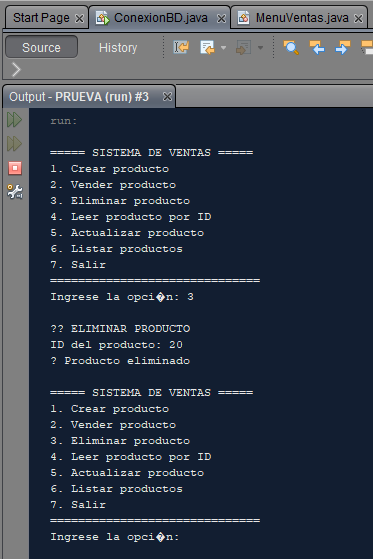 Start Page ConexionBD.java MenuVentas.java
Source History
Output - PRUEVA (run) #3
run:
===== SISTEMA DE VENTAS =====
1. Crear producto
2. Vender producto
3. Eliminar producto
4. Leer producto por ID
5. Actualizar producto
6. Listar productos
7. Salir
==============================
Ingrese la opci�n: 3
?? ELIMINAR PRODUCTO
ID del producto: 20
? Producto eliminado
===== SISTEMA DE VENTAS =====
1. Crear producto
2. Vender producto
3. Eliminar producto
4. Leer producto por ID
5. Actualizar producto
6. Listar productos
7. Salir
==============================
Ingrese la opci�n: